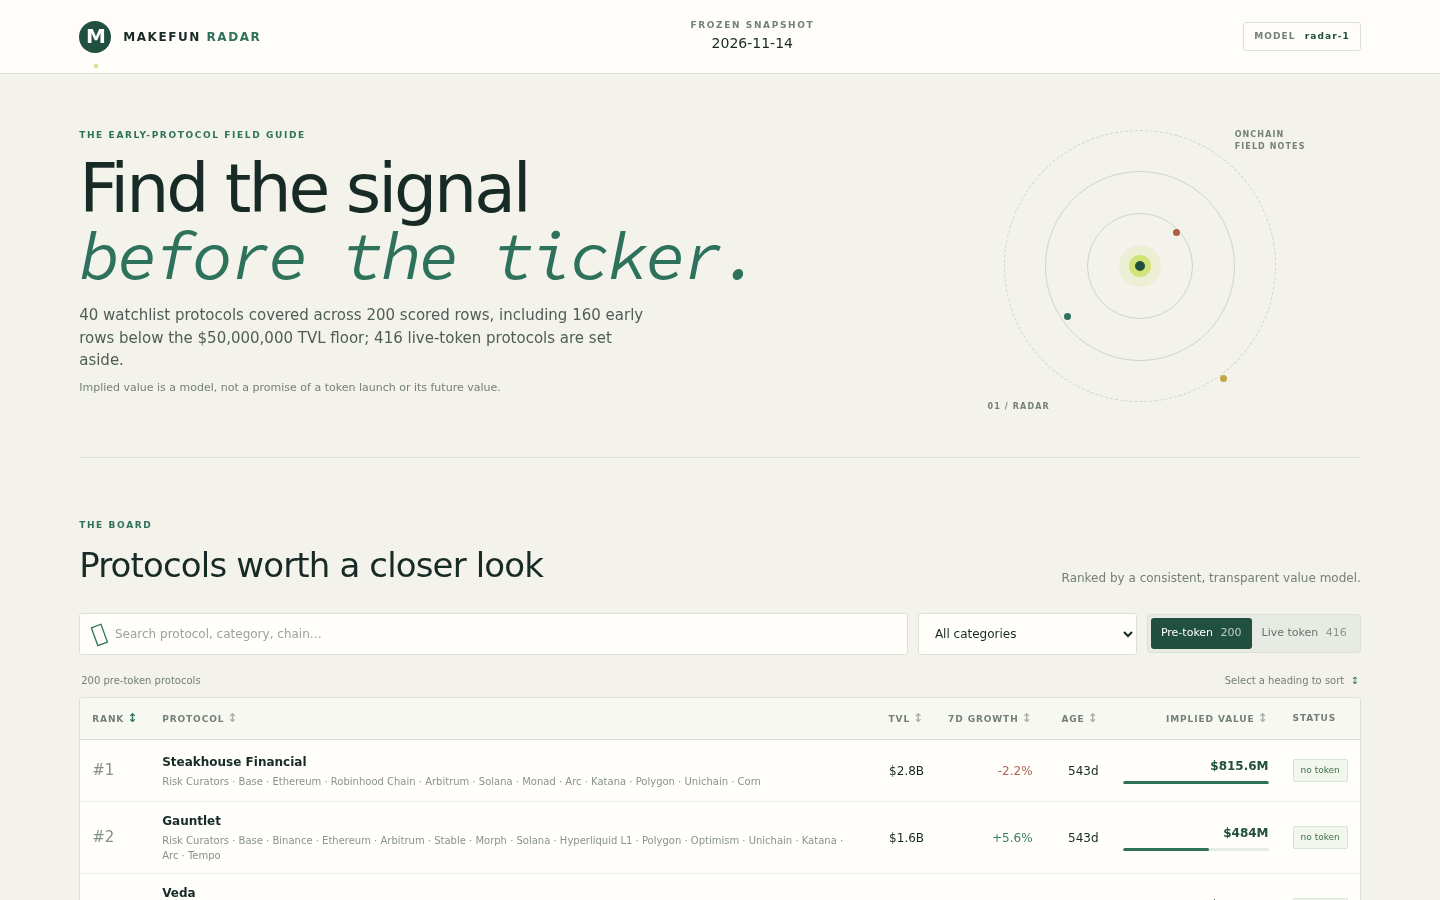 M MAKEFUN RADAR
FROZEN SNAPSHOT
2026-11-14
MODEL radar-1
THE EARLY-PROTOCOL FIELD GUIDE
Find the signal
before the ticker.
40 watchlist protocols covered across 200 scored rows, including 160 early
rows below the $50,000,000 TVL floor; 416 live-token protocols are set
aside.
Implied value is a model, not a promise of a token launch or its future value.
ONCHAIN
FIELD NOTES
01 / RADAR
THE BOARD
Protocols worth a closer look
Ranked by a consistent, transparent value model.
Search protocol, category, chain...
All categories
Pre-token 200
Live token 416
200 pre-token protocols
Select a heading to sort ↕
RANK ↕ PROTOCOL ↕ TVL ↕ 7D GROWTH ↕ AGE ↕ IMPLIED VALUE ↕ STATUS
#1 Steakhouse Financial $2.8B -2.2% 543d $815.6M no token
Risk Curators · Base · Ethereum · Robinhood Chain · Arbitrum · Solana · Monad · Arc · Katana · Polygon · Unichain · Corn
#2 Gauntlet $1.6B +5.6% 543d $484M no token
Risk Curators · Base · Binance · Ethereum · Arbitrum · Stable · Morph · Solana · Hyperliquid L1 · Polygon · Optimism · Unichain · Katana ·
Arc · Tempo
Veda